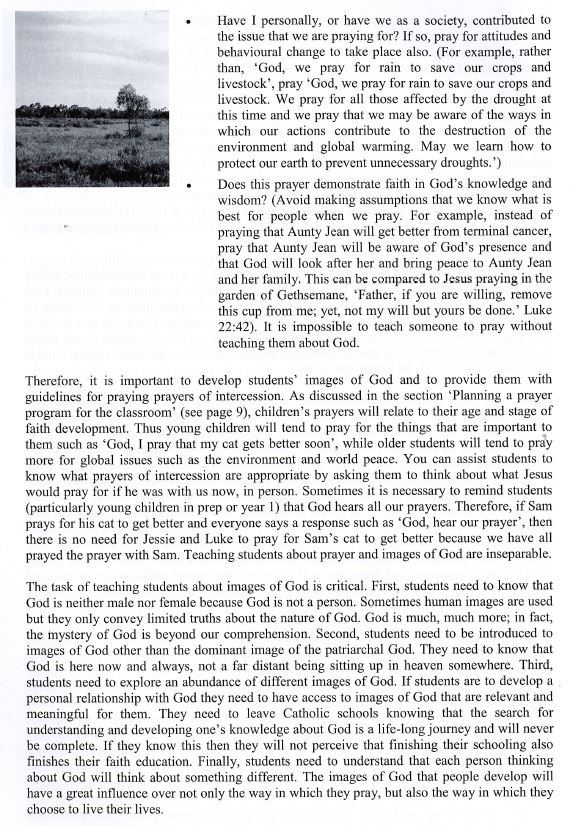 • Have I personally, or have we as a society, contributed to
the issue that we are praying for? If so, pray for attitudes and
behavioural change to take place also. (For example, rather
than, ‘God, we pray for rain to save our crops and
livestock’, pray ‘God, we pray for rain to save our crops and
livestock. We pray for all those affected by the drought at
this time and we pray that we may be aware of the ways in
which our actions contribute to the destruction of the
environment and global warming. May we learn how to
protect our earth to prevent unnecessary droughts.’)
• Does this prayer demonstrate faith in God’s knowledge and
wisdom? (Avoid making assumptions that we know what is
best for people when we pray. For example, instead of
praying that Aunty Jean will get better from terminal cancer,
pray that Aunty Jean will be aware of God’s presence and
that God will look after her and bring peace to Aunty Jean
and her family. This can be compared to Jesus praying in the
garden of Gethsemane, ‘Father, if you are willing, remove
this cup from me; yet, not my will but yours be done.’ Luke
22:42). It is impossible to teach someone to pray without
teaching them about God.
Therefore, it is important to develop students’ images of God and to provide them with
guidelines for praying prayers of intercession. As discussed in the section ‘Planning a prayer
program for the classroom’ (see page 9), children’s prayers will relate to their age and stage of
faith development. Thus young children will tend to pray for the things that are important to
them such as ‘God, I pray that my cat gets better soon’, while older students will tend to pray
more for global issues such as the environment and world peace. You can assist students to
know what prayers of intercession are appropriate by asking them to think about what Jesus
would pray for if he was with us now, in person. Sometimes it is necessary to remind students
(particularly young children in prep or year 1) that God hears all our prayers. Therefore, if Sam
prays for his cat to get better and everyone says a response such as ‘God, hear our prayer’, then
there is no need for Jessie and Luke to pray for Sam’s cat to get better because we have all
prayed the prayer with Sam. Teaching students about prayer and images of God are inseparable.
The task of teaching students about images of God is critical. First, students need to know that
God is neither male nor female because God is not a person. Sometimes human images are used
but they only convey limited truths about the nature of God. God is much, much more; in fact,
the mystery of God is beyond our comprehension. Second, students need to be introduced to
images of God other than the dominant image of the patriarchal God. They need to know that
God is here now and always, not a far distant being sitting up in heaven somewhere. Third,
students need to explore an abundance of different images of God. If students are to develop a
personal relationship with God they need to have access to images of God that are relevant and
meaningful for them. They need to leave Catholic schools knowing that the search for
understanding and developing one’s knowledge about God is a life-long journey and will never
be complete. If they know this then they will not perceive that finishing their schooling also
finishes their faith education. Finally, students need to understand that each person thinking
about God will think about something different. The images of God that people develop will
have a great influence over not only the way in which they pray, but also the way in which they
choose to live their lives.